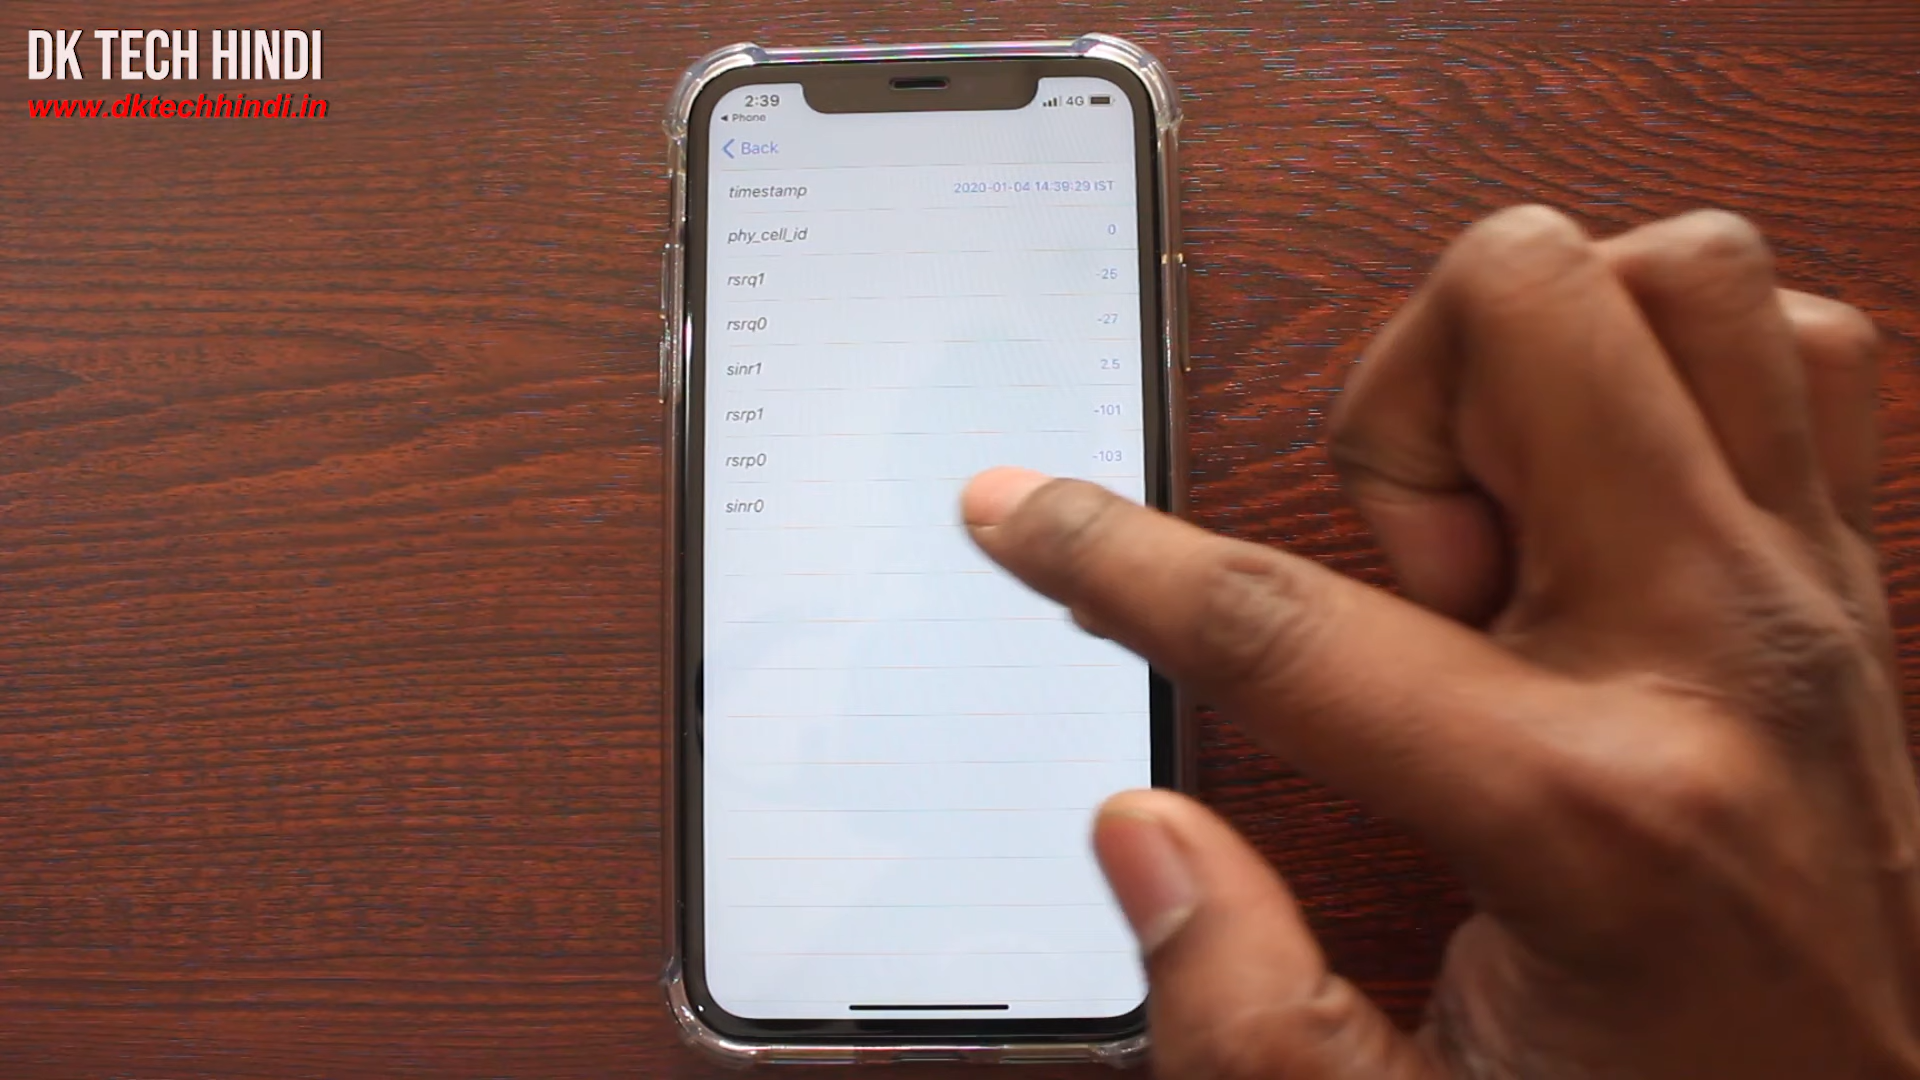 DK TECH HINDI
www.dktechhindi.in
2:39
4G
◀ Phone
Back
timestamp 2020-01-04 14:39:29 IST
phy_cell_id 0
rsrq1 -25
rsrq0 -27
sinr1 2.5
rsrp1 -101
rsrp0 -103
sinr0